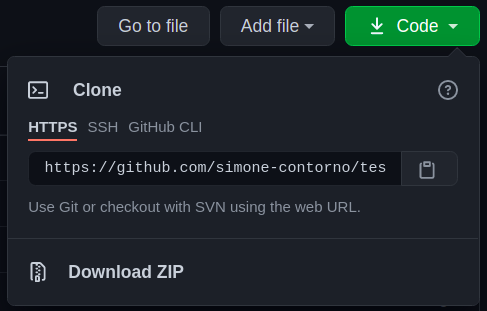 Go to file Add file Code
Clone
HTTPS SSH GitHub CLI
https://github.com/simone-contorno/tes
Use Git or checkout with SVN using the web URL.
Download ZIP